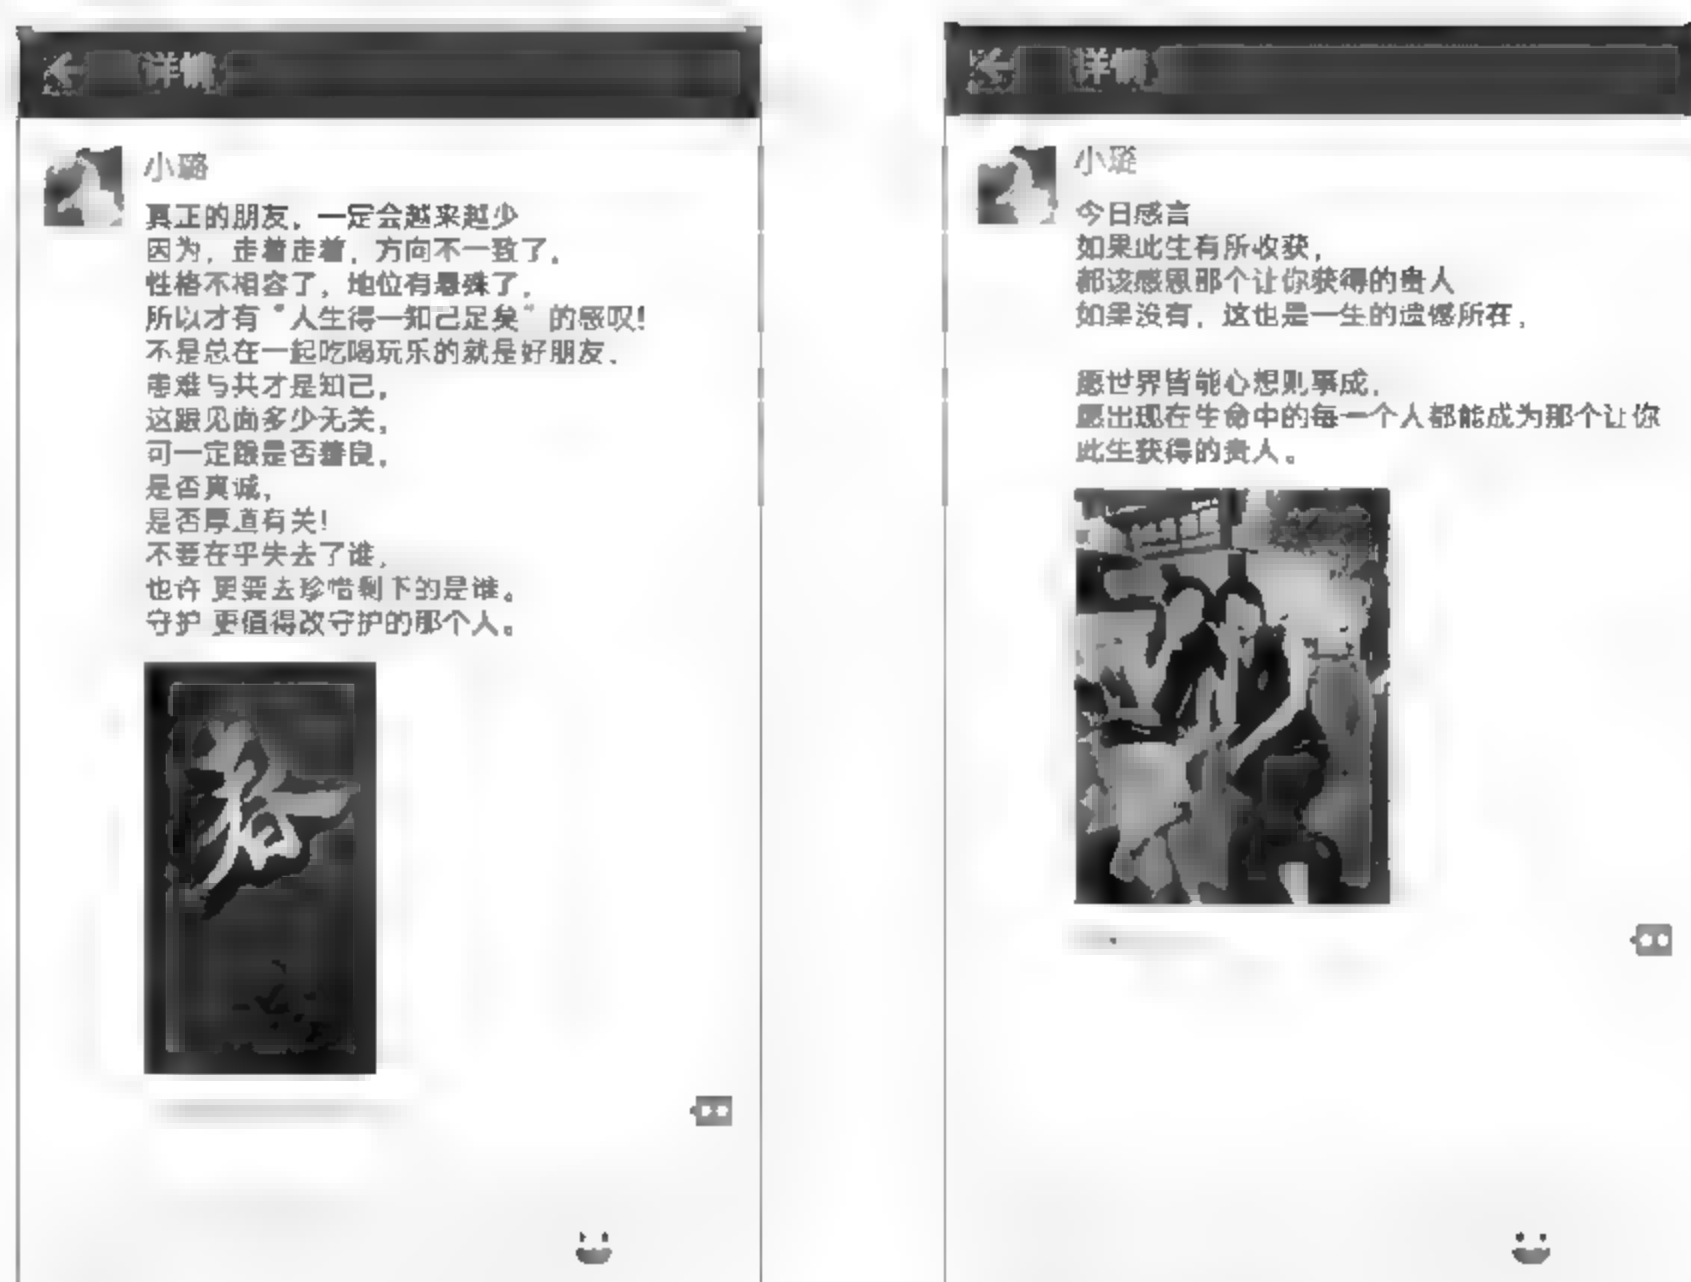 详情
小璐
真正的朋友，一定会越来越少
因为，走着走着，方向不一致了，
性格不相容了，地位有悬殊了，
所以才有“人生得一知己足矣”的感叹！
不是总在一起吃喝玩乐的就是好朋友，
患难与共才是知己，
这跟见面多少无关，
可一定跟是否善良，
是否真诚，
是否厚道有关！
不要在乎失去了谁，
也许 更要去珍惜剩下的是谁。
守护 更值得改守护的那个人。
详情
小璐
今日感言
如果此生有所收获，
都该感恩那个让你获得的贵人
如果没有，这也是一生的遗憾所在，
愿世界皆能心想则事成，
愿出现在生命中的每一个人都能成为那个让你
此生获得的贵人。